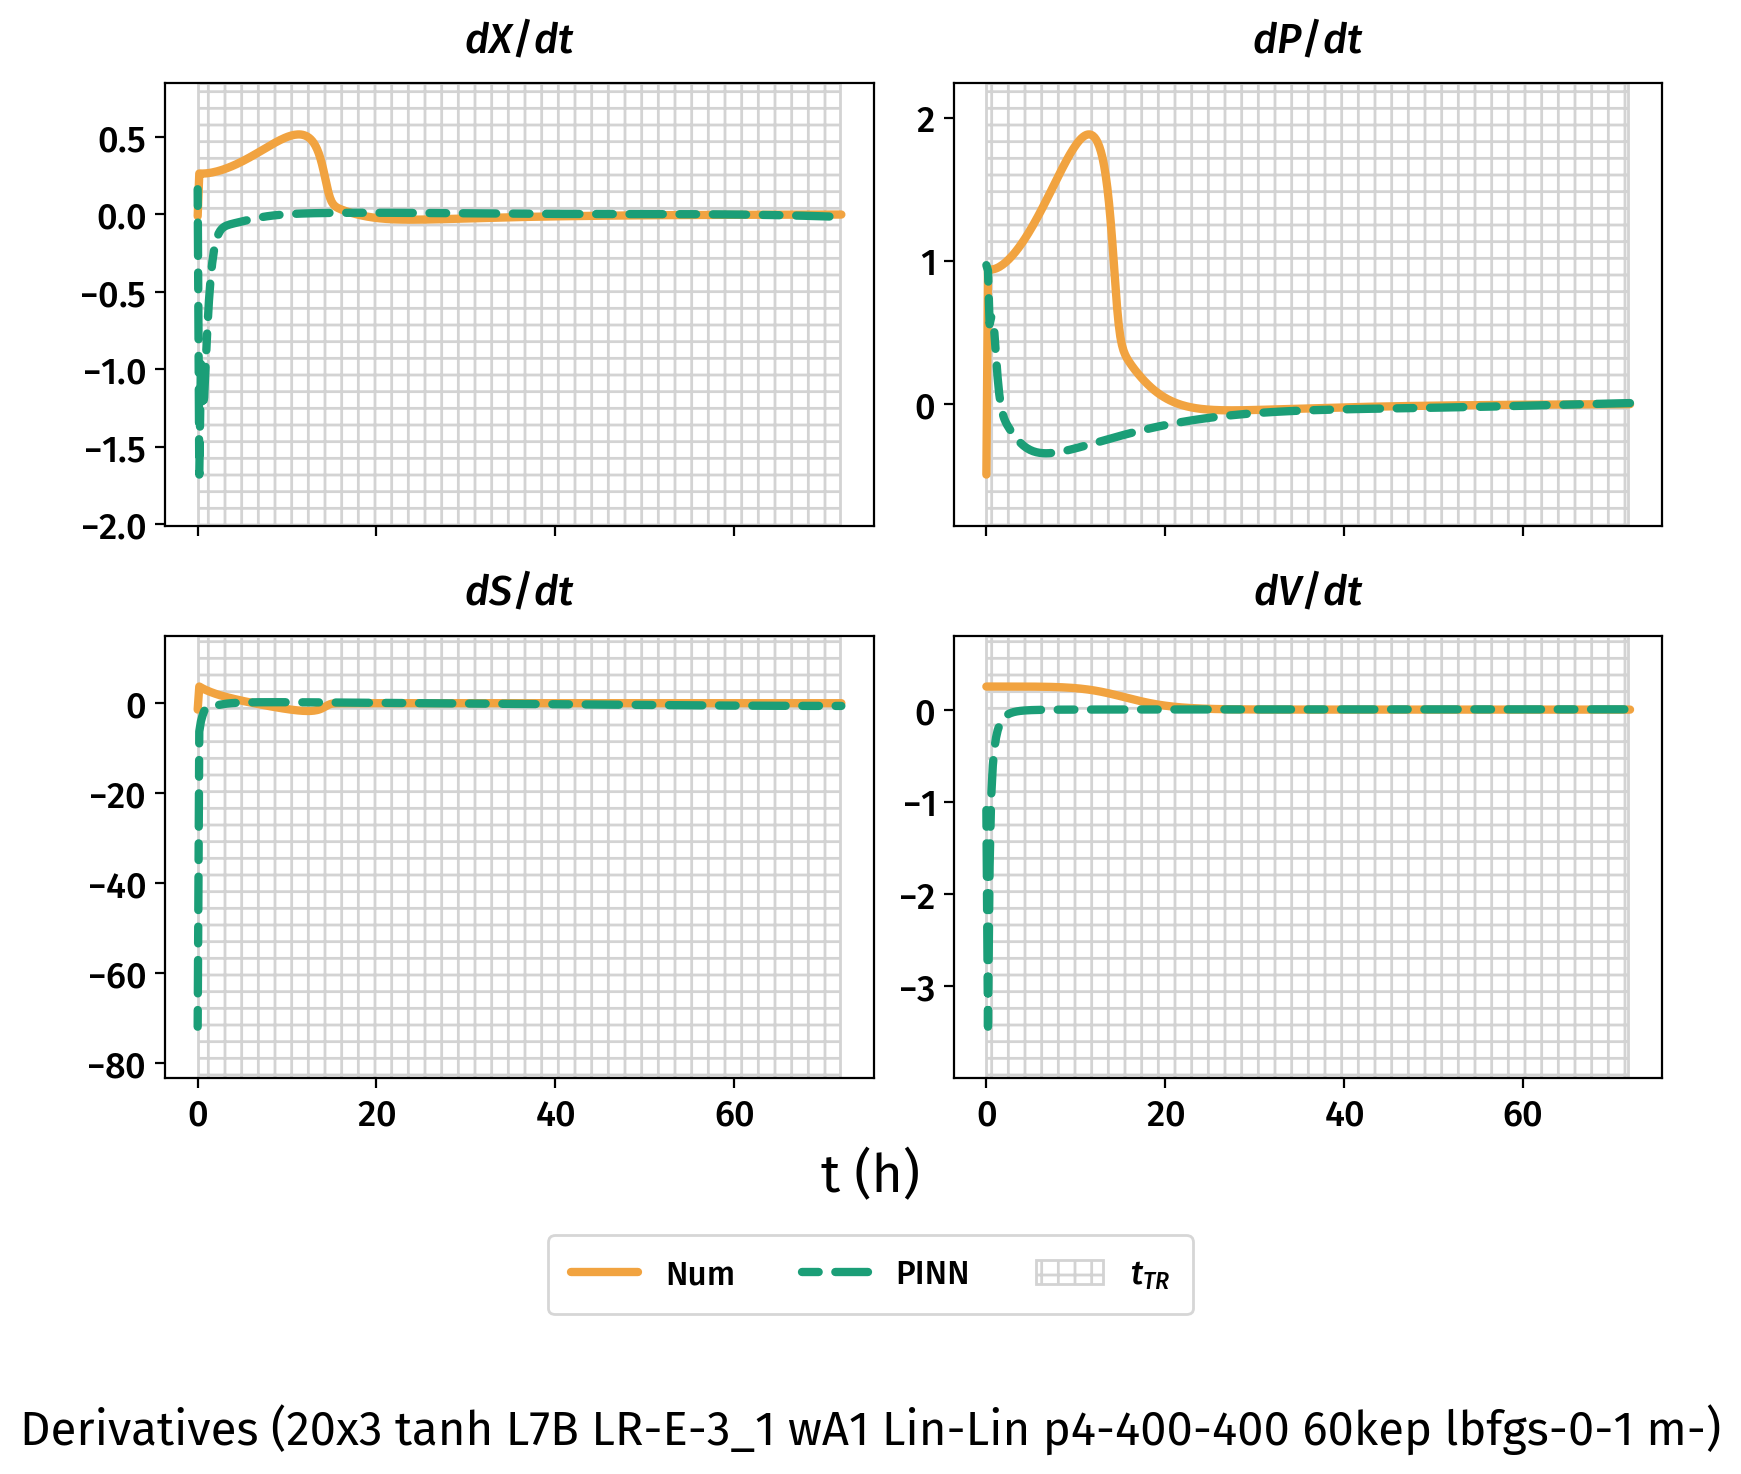 dX/dt
dP/dt
0.5
0.0
−0.5
−1.0
−1.5
−2.0
2
1
0
dS/dt
dV/dt
0
−20
−40
−60
−80
0
−1
−2
−3
0 20 40 60
0 20 40 60
t (h)
Num PINN t_TR
Derivatives (20x3 tanh L7B LR-E-3_1 wA1 Lin-Lin p4-400-400 60kep lbfgs-0-1 m-)